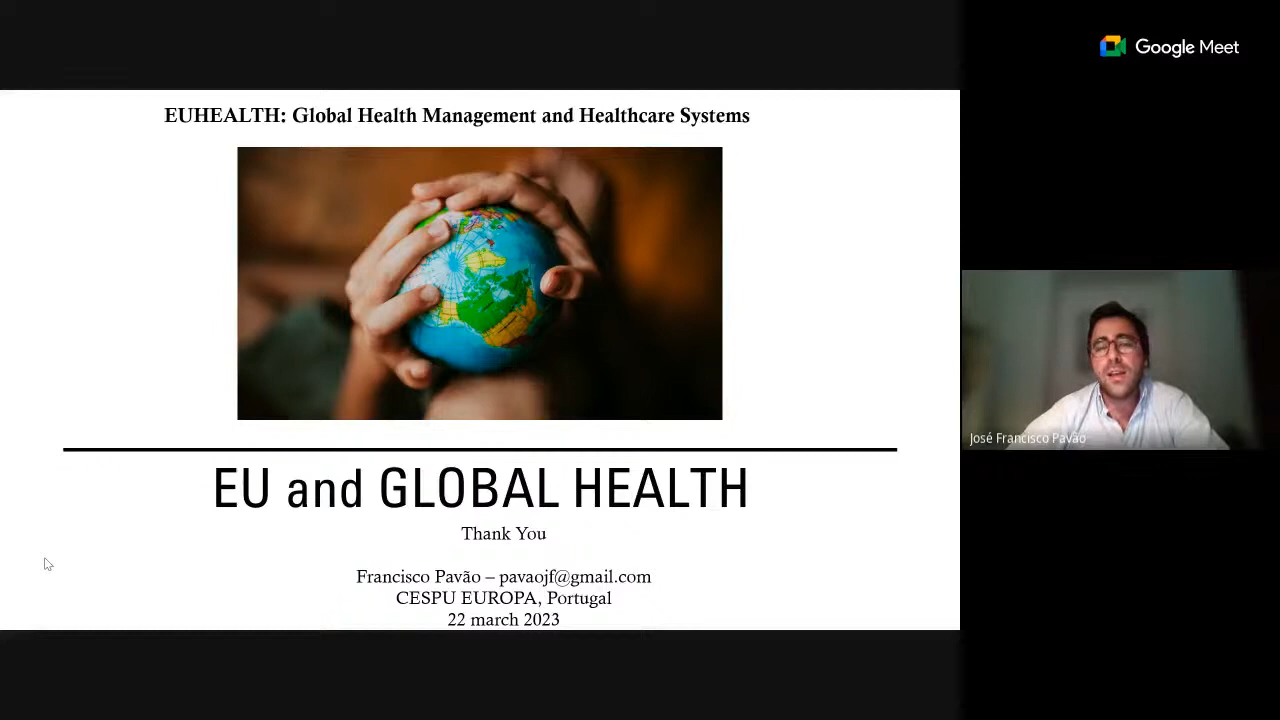 Google Meet
EUHEALTH: Global Health Management and Healthcare Systems
EU and GLOBAL HEALTH
Thank You
Francisco Pavão – pavaojf@gmail.com
CESPU EUROPA, Portugal
22 march 2023
José Francisco Pavão